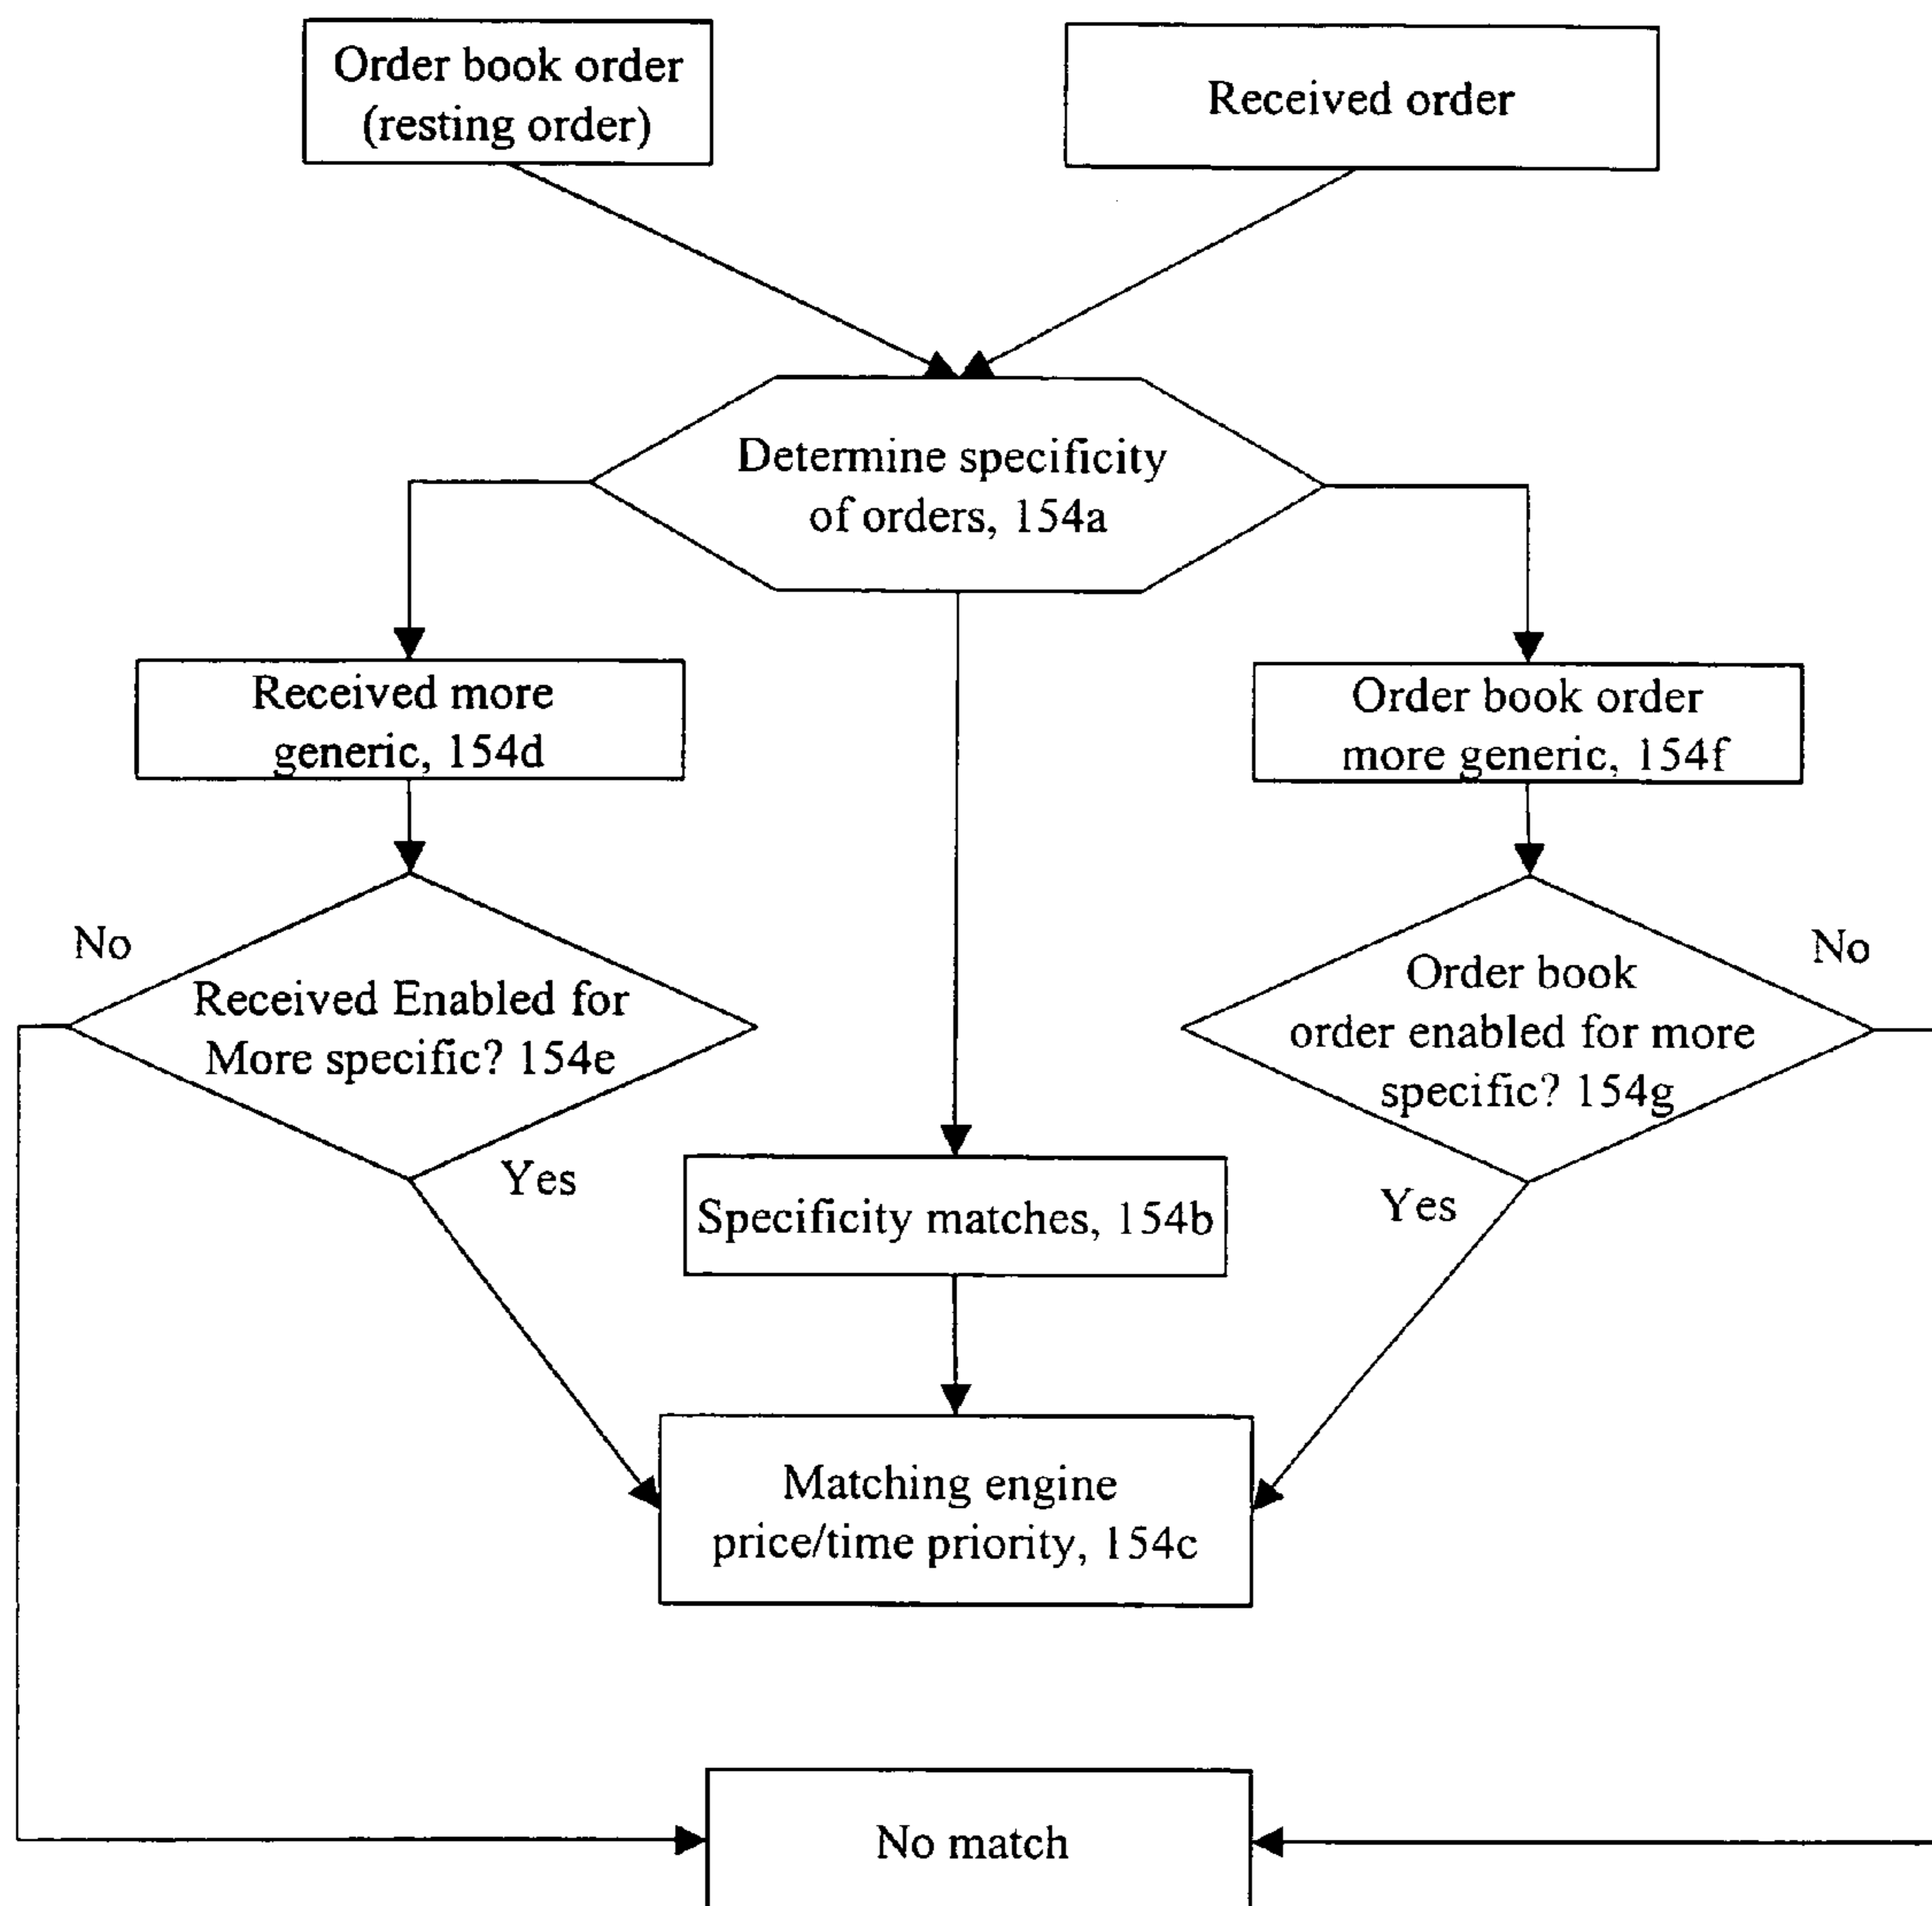 Order book order
(resting order)
Received order
Determine specificity
of orders, 154a
Received more
generic, 154d
Order book order
more generic, 154f
No
Received Enabled for
More specific? 154e
Yes
No
Order book
order enabled for more
specific? 154g
Yes
Specificity matches, 154b
Matching engine
price/time priority, 154c
No match